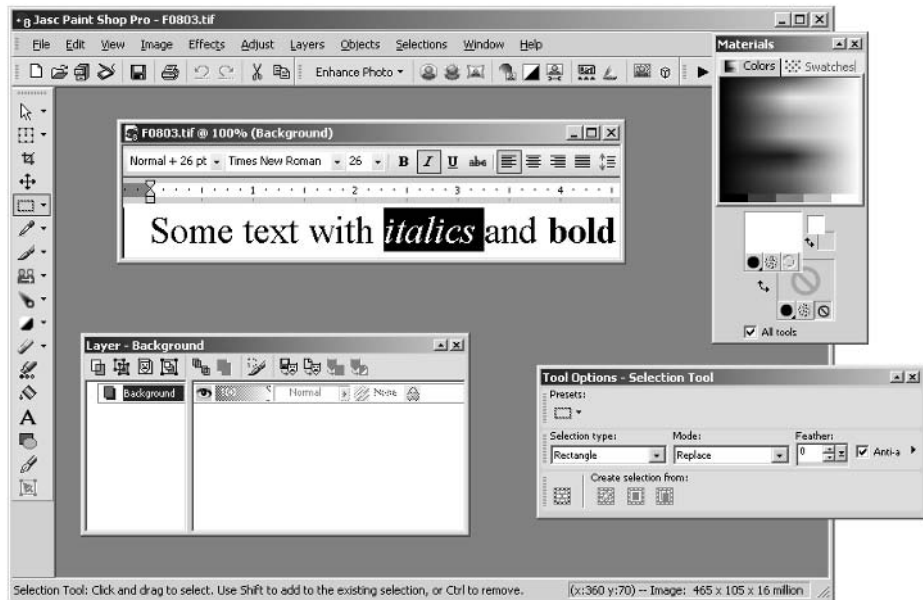 Jasc Paint Shop Pro - F0803.tif
File Edit View Image Effects Adjust Layers Objects Selections Window Help
Enhance Photo
Materials
Colors Swatches
F0803.tif @ 100% (Background)
Normal + 26 pt Times New Roman 26 B I U abc
1 2 3 4
Some text with italics and bold
All tools
Layer - Background
Background 100 Normal None
Tool Options - Selection Tool
Presets:
Selection type: Mode: Feather:
Rectangle Replace 0 Anti-a
Create selection from:
Selection Tool: Click and drag to select. Use Shift to add to the existing selection, or Ctrl to remove. (x:360 y:70) -- Image: 465 x 105 x 16 million